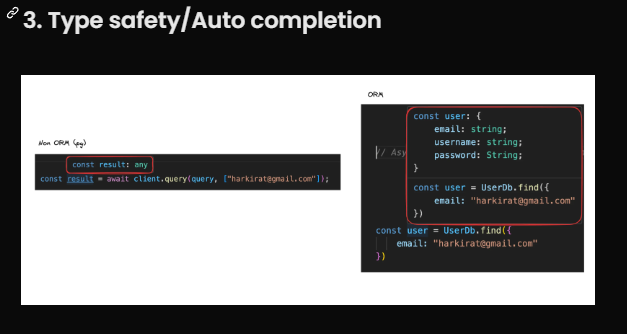 3. Type safety/Auto completion
Non ORM (pg)
const result: any
const result = await client.query(query, ["harkirat@gmail.com"]);
ORM
const user: {
email: string;
username: string;
password: String;
}
// Asy
const user = UserDb.find({
email: "harkirat@gmail.com"
})
const user = UserDb.find({
email: "harkirat@gmail.com"
})